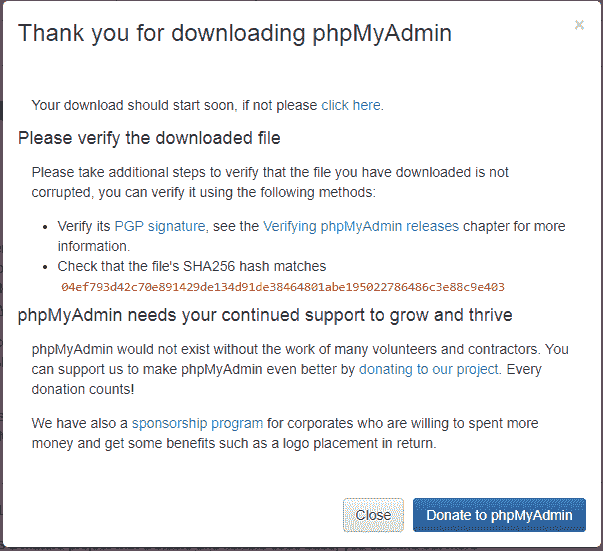 Thank you for downloading phpMyAdmin
×
Your download should start soon, if not please click here.
Please verify the downloaded file
Please take additional steps to verify that the file you have downloaded is not
corrupted, you can verify it using the following methods:
• Verify its PGP signature, see the Verifying phpMyAdmin releases chapter for more
information.
• Check that the file's SHA256 hash matches
04ef793d42c70e891429de134d91de38464801abe195022786486c3e88c9e403
phpMyAdmin needs your continued support to grow and thrive
phpMyAdmin would not exist without the work of many volunteers and contractors. You
can support us to make phpMyAdmin even better by donating to our project. Every
donation counts!
We have also a sponsorship program for corporates who are willing to spent more
money and get some benefits such as a logo placement in return.
Close
Donate to phpMyAdmin